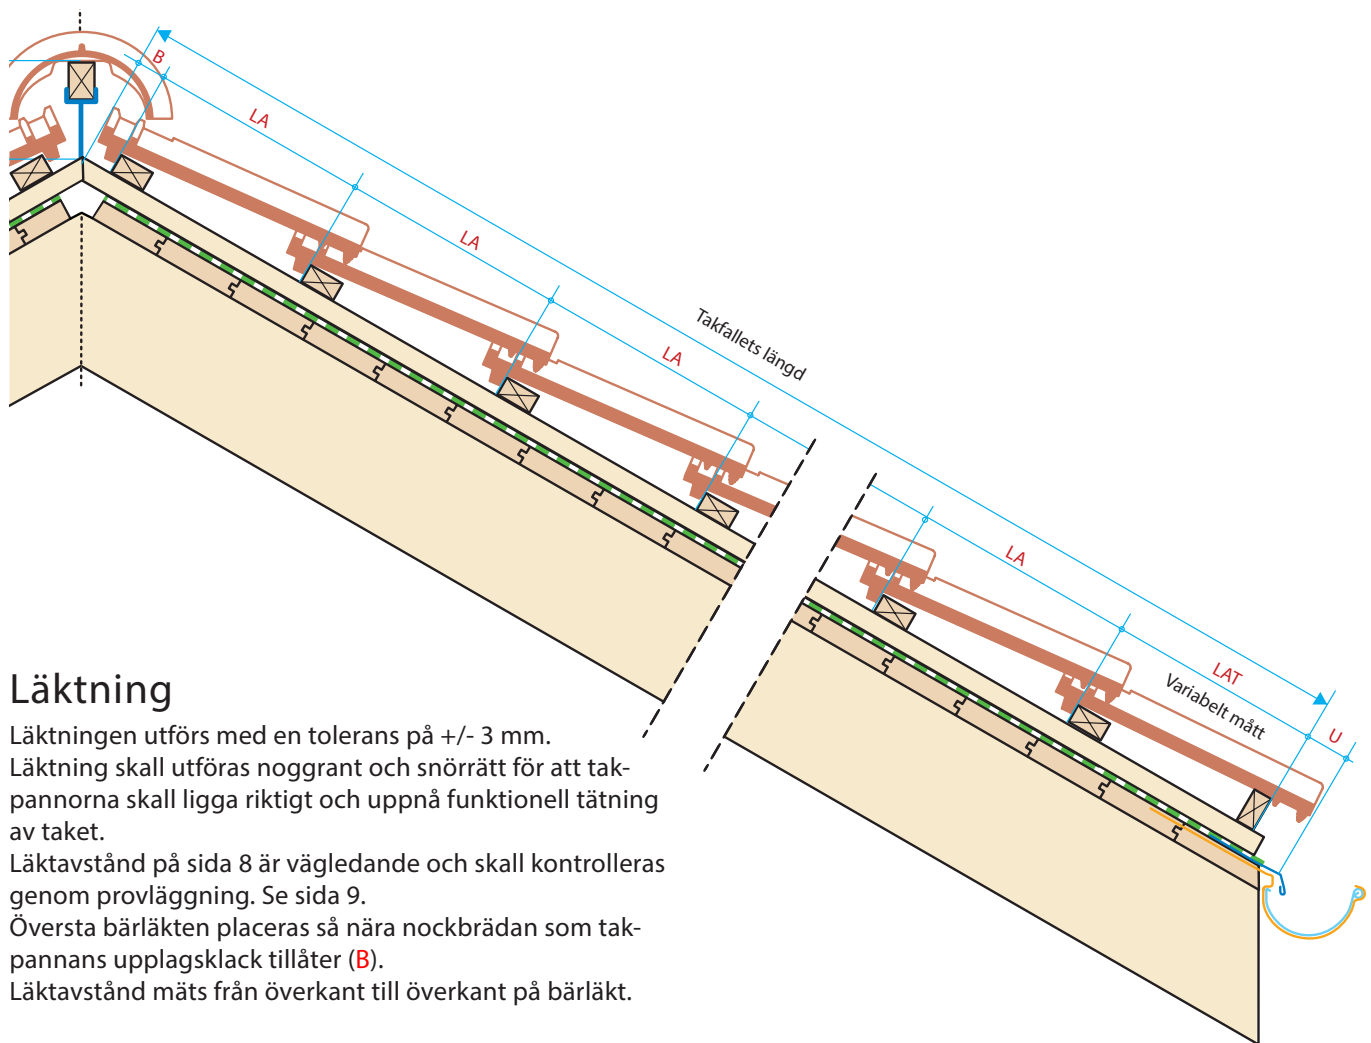 B
LA
LA
Takfallets längd
LA
LA
LAT
Variabelt mått
U
Läktning
Läktningen utförs med en tolerans på +/- 3 mm.
Läktning skall utföras noggrant och snörrätt för att tak-
pannorna skall ligga riktigt och uppnå funktionell tätning
av taket.
Läktavstånd på sida 8 är vägledande och skall kontrolleras
genom provläggning. Se sida 9.
Översta bärläkten placeras så nära nockbrädan som tak-
pannans upplagsklack tillåter (B).
Läktavstånd mäts från överkant till överkant på bärläkt.